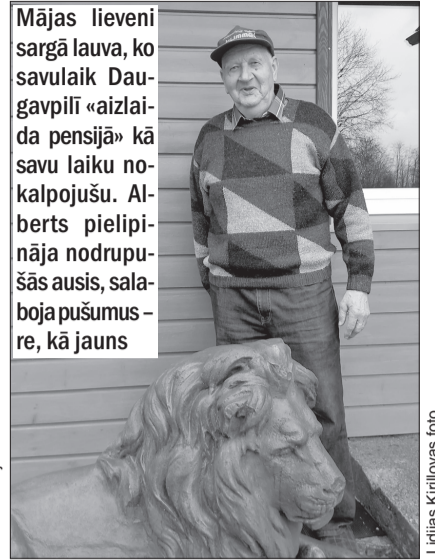 Mājas lieveni
sargā lauva, ko
savulaik Dau-
gavpilī «aizlai-
da pensijā» kā
savu laiku no-
kalpojušu. Al-
berts pielipi-
nāja nodrupu-
šās ausis, sala-
boja pušumus –
re, kā jauns
Lidijas Kirillovas foto